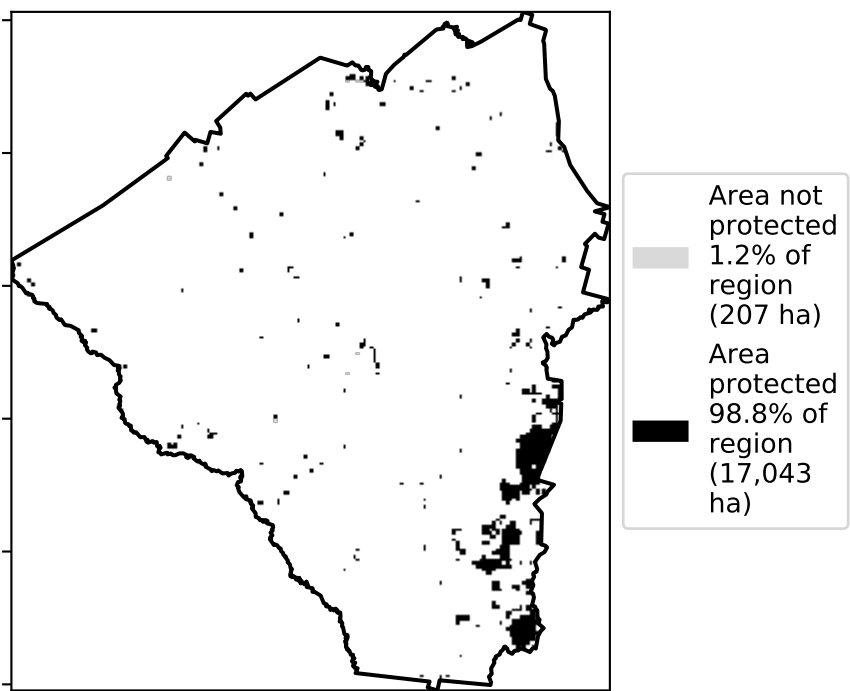 Area not
protected
1.2% of
region
(207 ha)
Area
protected
98.8% of
region
(17,043
ha)